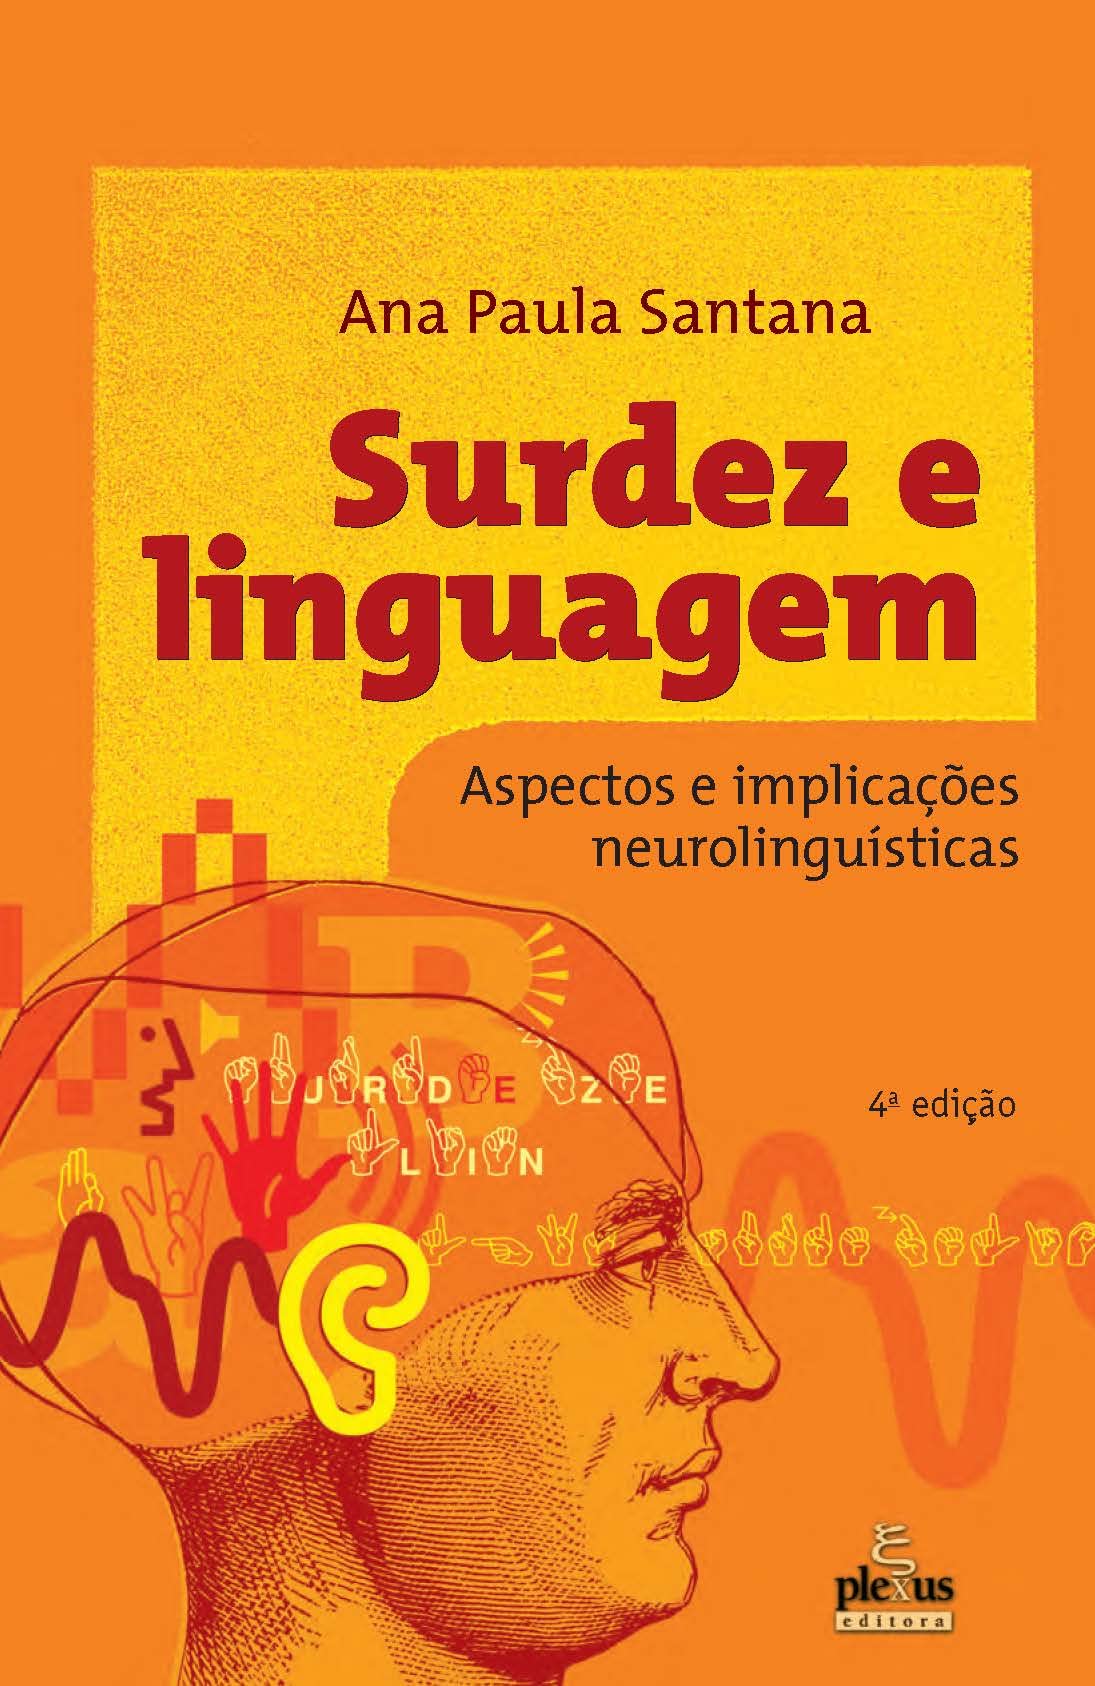 Ana Paula Santana
Surdez e
linguagem
Aspectos e implicações
neurolinguísticas
4ª edição
B
U R D E Z E
L I N
plexus
editora